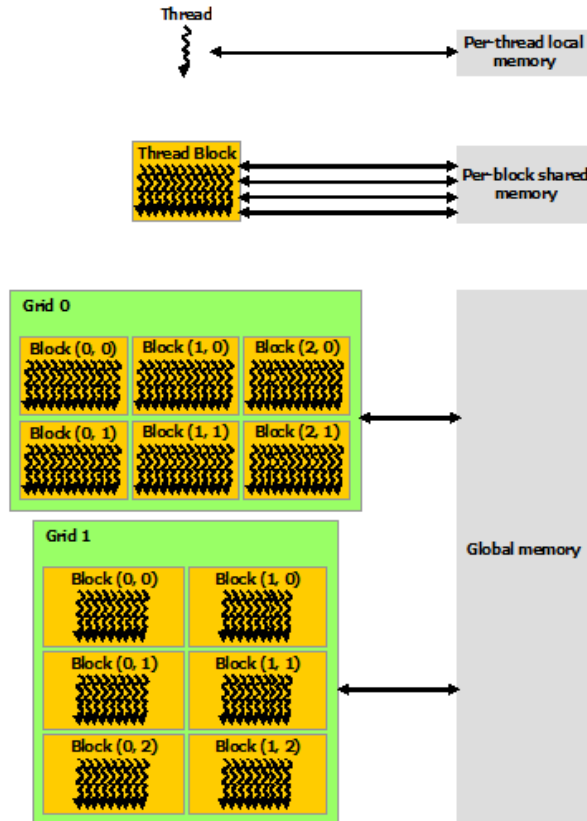 Thread
Per-thread local
memory
Thread Block
Per-block shared
memory
Grid 0
Block (0, 0)
Block (1, 0)
Block (2, 0)
Block (0, 1)
Block (1, 1)
Block (2, 1)
Global memory
Grid 1
Block (0, 0)
Block (1, 0)
Block (0, 1)
Block (1, 1)
Block (0, 2)
Block (1, 2)